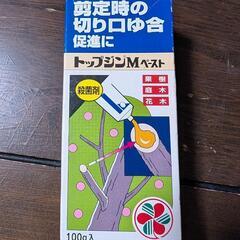 剪定時の
切り口ゆ合
促進に
トップジンMペースト
果樹
庭木
花木
殺菌剤
100g入